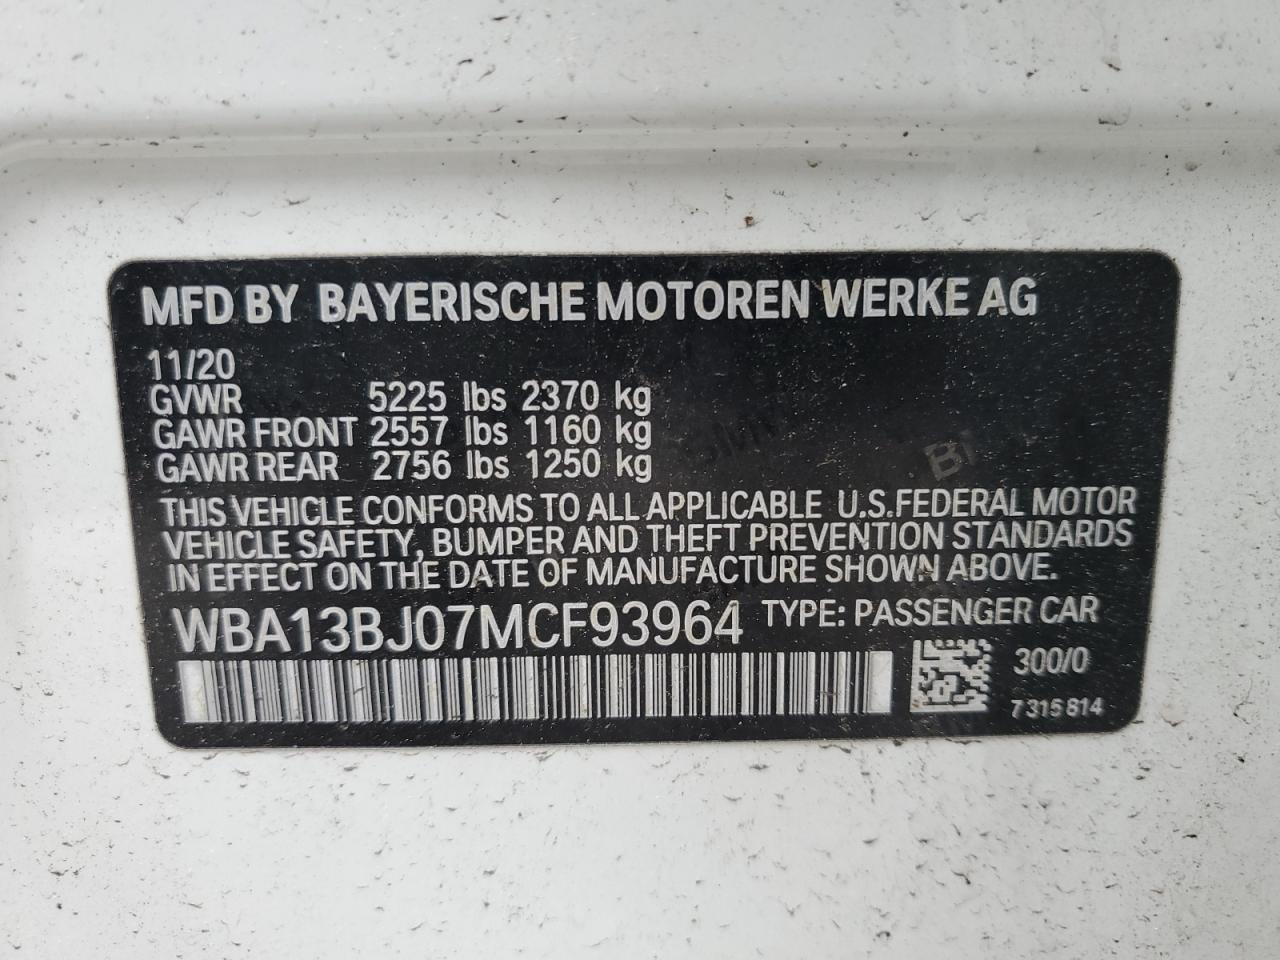 MFD BY BAYERISCHE MOTOREN WERKE AG
11/20
GVWR 5225 lbs 2370 kg
GAWR FRONT 2557 lbs 1160 kg
GAWR REAR 2756 lbs 1250 kg
THIS VEHICLE CONFORMS TO ALL APPLICABLE U.S.FEDERAL MOTOR
VEHICLE SAFETY, BUMPER AND THEFT PREVENTION STANDARDS
IN EFFECT ON THE DATE OF MANUFACTURE SHOWN ABOVE.
WBA13BJ07MCF93964 TYPE: PASSENGER CAR
300/0
7 315 814